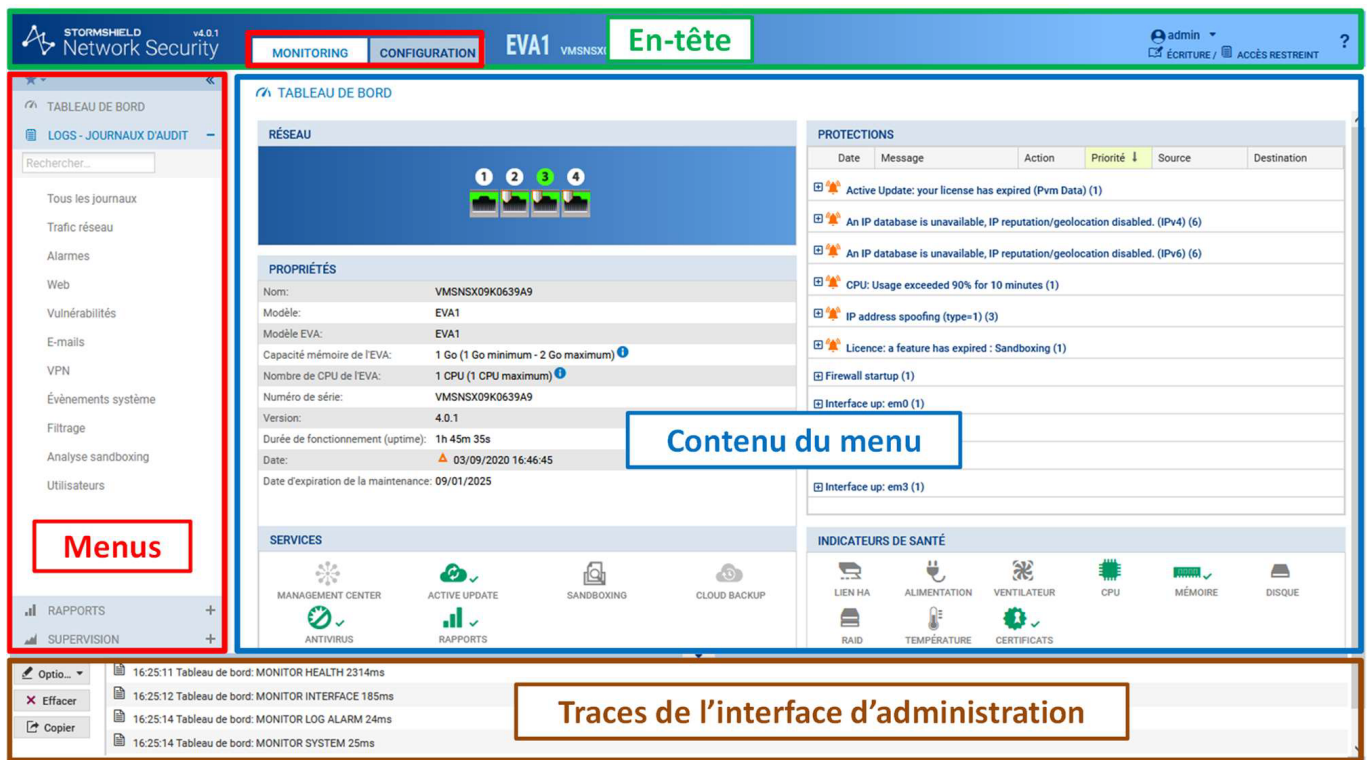 STORMSHIELD v4.0.1
Network Security
MONITORING CONFIGURATION
EVA1
En-tête
admin
ÉCRITURE / ACCÈS RESTREINT
?
TABLEAU DE BORD
LOGS - JOURNAUX D'AUDIT
Rechercher...
Tous les journaux
Trafic réseau
Alarmes
Web
Vulnérabilités
E-mails
VPN
Évènements système
Filtrage
Analyse sandboxing
Utilisateurs
Menus
RAPPORTS
SUPERVISION
TABLEAU DE BORD
RÉSEAU
1 2 3 4
PROPRIÉTÉS
Nom: VMSNSX09K0639A9
Modèle: EVA1
Modèle EVA: EVA1
Capacité mémoire de l'EVA: 1 Go (1 Go minimum - 2 Go maximum)
Nombre de CPU de l'EVA: 1 CPU (1 CPU maximum)
Numéro de série: VMSNSX09K0639A9
Version: 4.0.1
Durée de fonctionnement (uptime): 1h 45m 35s
Date: 03/09/2020 16:46:45
Date d'expiration de la maintenance: 09/01/2025
SERVICES
MANAGEMENT CENTER ACTIVE UPDATE SANDBOXING CLOUD BACKUP
ANTIVIRUS RAPPORTS
PROTECTIONS
Date Message Action Priorité Source Destination
Active Update: your license has expired (Pvm Data) (1)
An IP database is unavailable, IP reputation/geolocation disabled. (IPv4) (6)
An IP database is unavailable, IP reputation/geolocation disabled. (IPv6) (6)
CPU: Usage exceeded 90% for 10 minutes (1)
IP address spoofing (type=1) (3)
Licence: a feature has expired : Sandboxing (1)
Firewall startup (1)
Interface up: em0 (1)
Contenu du menu
Interface up: em3 (1)
INDICATEURS DE SANTÉ
LIEN HA ALIMENTATION VENTILATEUR CPU MÉMOIRE DISQUE
RAID TEMPÉRATURE CERTIFICATS
Optio...
Effacer
Copier
16:25:11 Tableau de bord: MONITOR HEALTH 2314ms
16:25:12 Tableau de bord: MONITOR INTERFACE 185ms
16:25:14 Tableau de bord: MONITOR LOG ALARM 24ms
16:25:14 Tableau de bord: MONITOR SYSTEM 25ms
Traces de l'interface d'administration